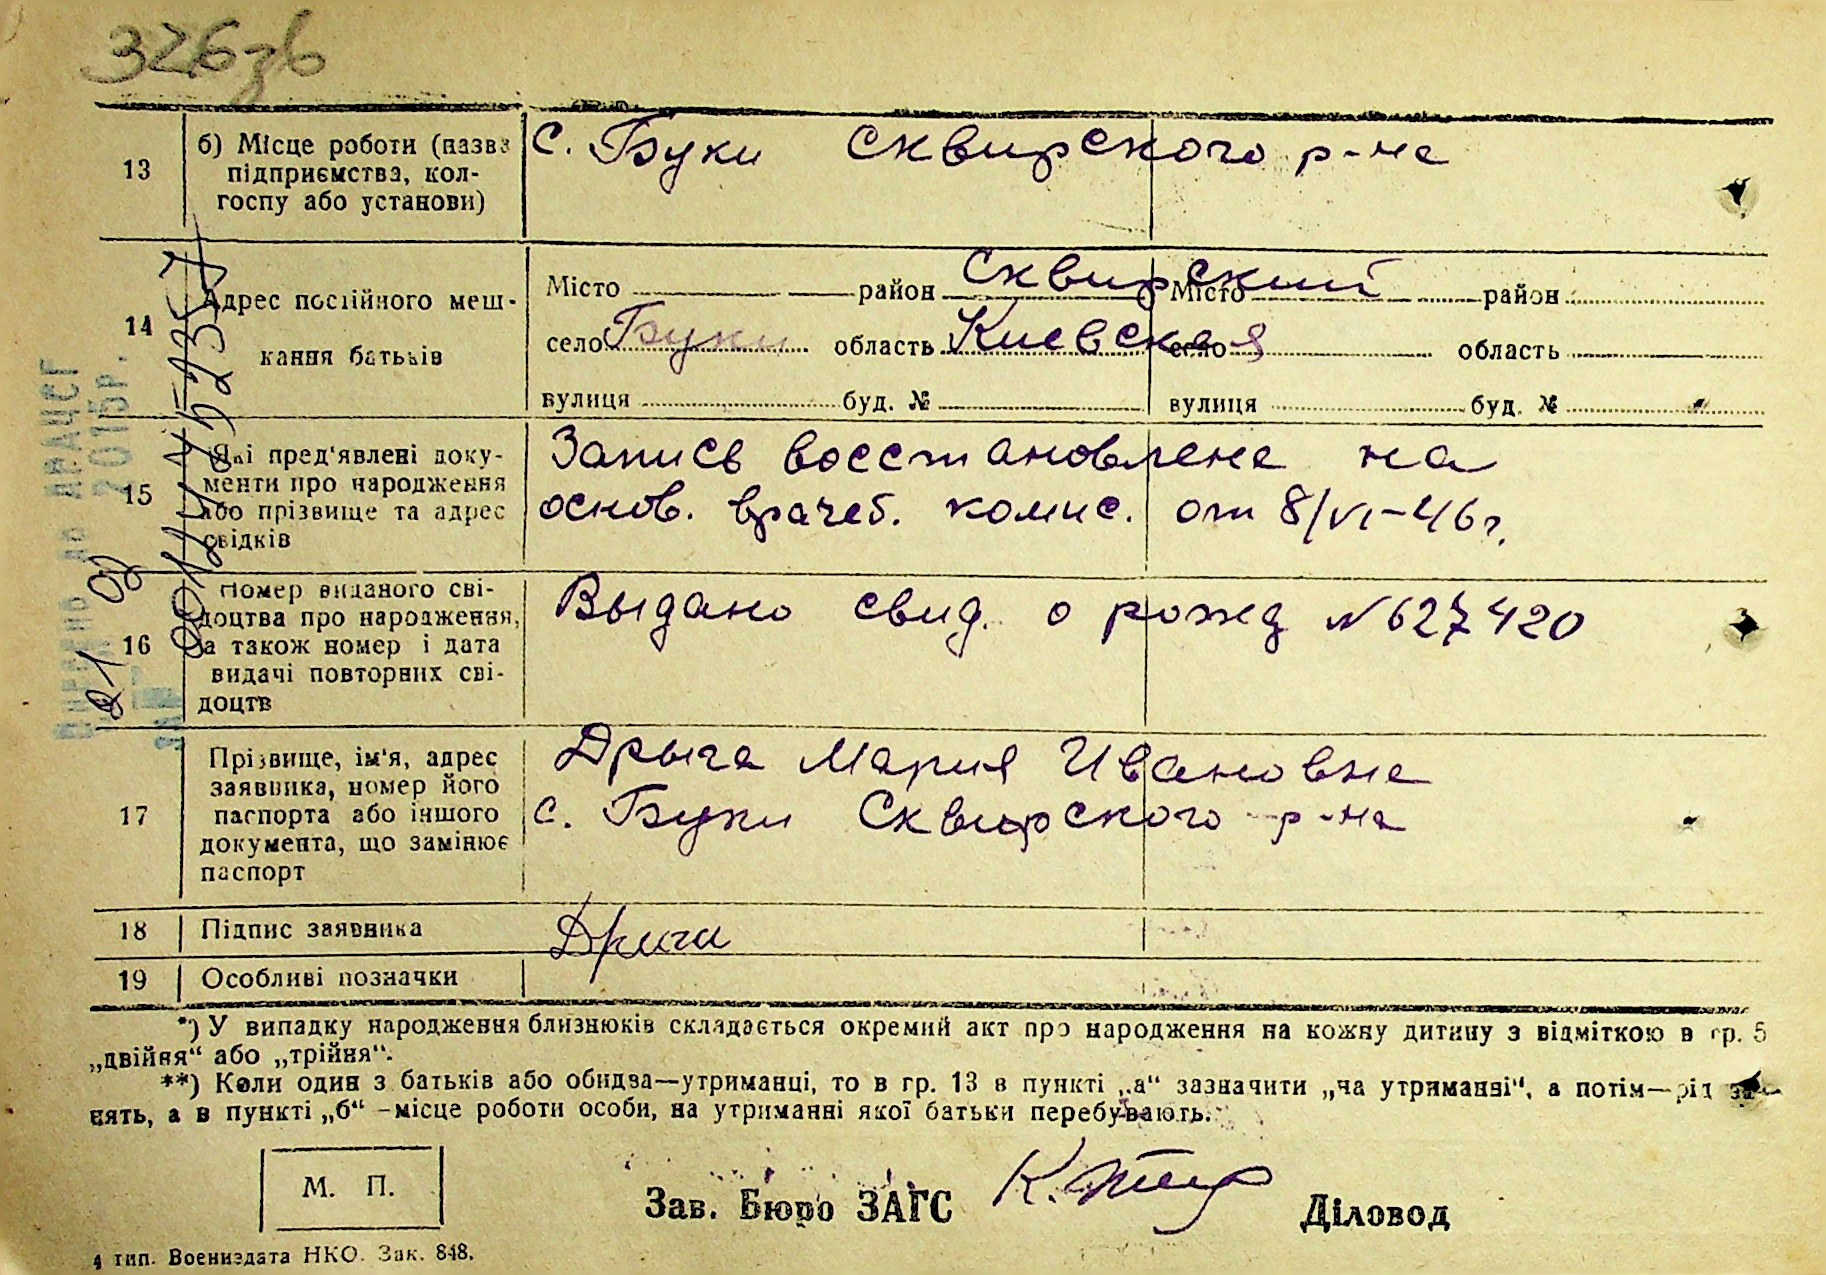 326зв
13
б) Місце роботи (назва підприємства, кол-
госпу або установи)
с. Буки Сквирского р-на
14
Адрес постійного меш-
кання батьків
Місто район Сквирский Місто район
село Буки область Киевская село область
вулиця буд. № вулиця буд. №
15
Які пред'явлені доку-
менти про народження
або прізвище та адрес
свідків
Запись восстановлена на
основ. врачеб. комис. от 8/VI-46г.
16
Номер виданого сві-
доцтва про народження,
а також номер і дата
видачі повторних сві-
доцтв
Выдано свид. о рожд №627420
17
Прізвище, ім'я, адрес
заявника, номер його
паспорта або іншого
документа, що замінює
паспорт
Дрыга Мария Ивановна
с. Буки Сквирского р-на
18
Підпис заявника
Дрига
19
Особливі позначки
*) У випадку народження близнюків складається окремий акт про народження на кожну дитину з відміткою в гр. 5
„двійня“ або „трійня“.
**) Коли один з батьків або обидва—утриманці, то в гр. 13 в пункті „а“ зазначити „на утриманні“, а потім—рід за-
нять, а в пункті „б“ -місце роботи особи, на утриманні якої батьки перебувають.
М. П.
Зав. Бюро ЗАГС
Діловод
4 тип. Воениздата НКО. Зак. 848.